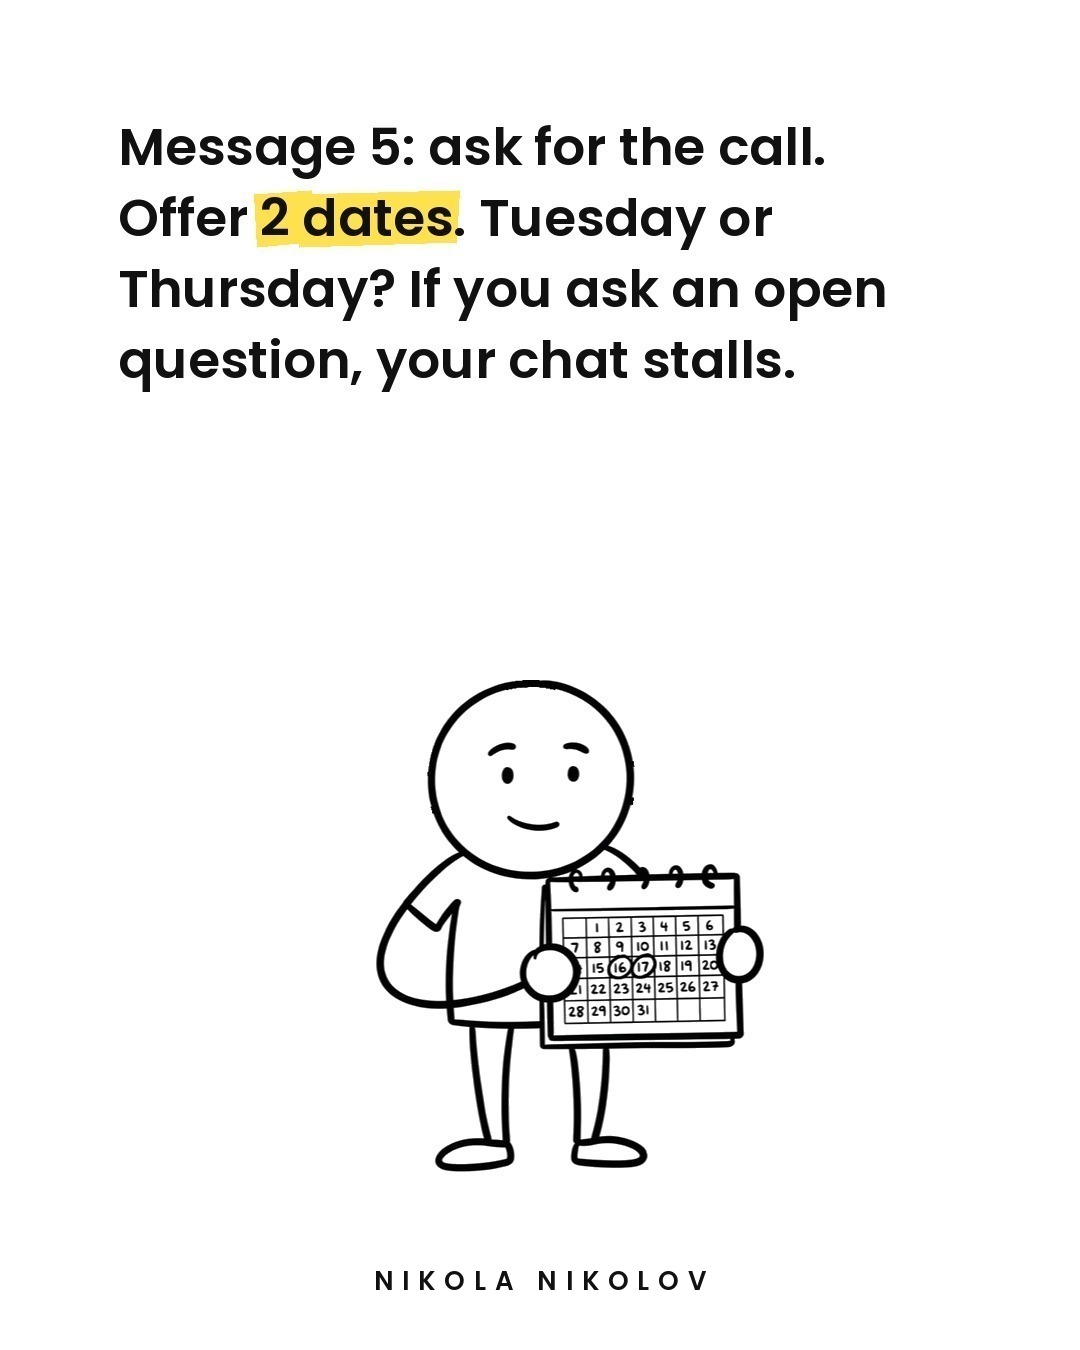 Message 5: ask for the call.
Offer 2 dates. Tuesday or
Thursday? If you ask an open
question, your chat stalls.
1 2 3 4 5 6
7 8 9 10 11 12 13
15 16 17 18 19 20
21 22 23 24 25 26 27
28 29 30 31
NIKOLA NIKOLOV